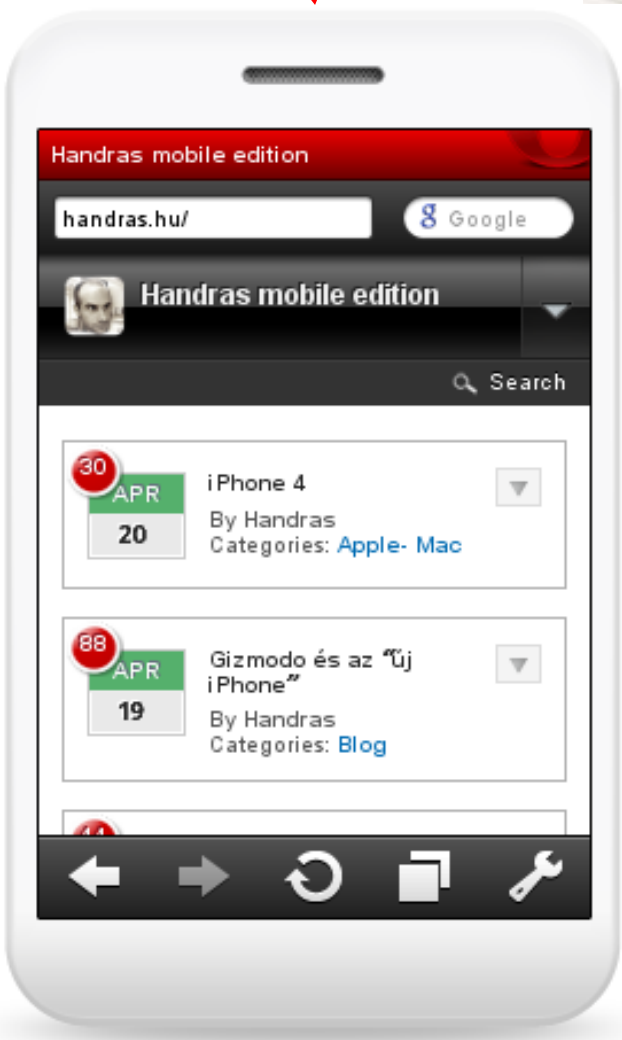 Handras mobile edition
handras.hu/
g Google
Handras mobile edition
Search
30
APR
20
iPhone 4
By Handras
Categories: Apple- Mac
88
APR
19
Gizmodo és az “új
iPhone”
By Handras
Categories: Blog
44